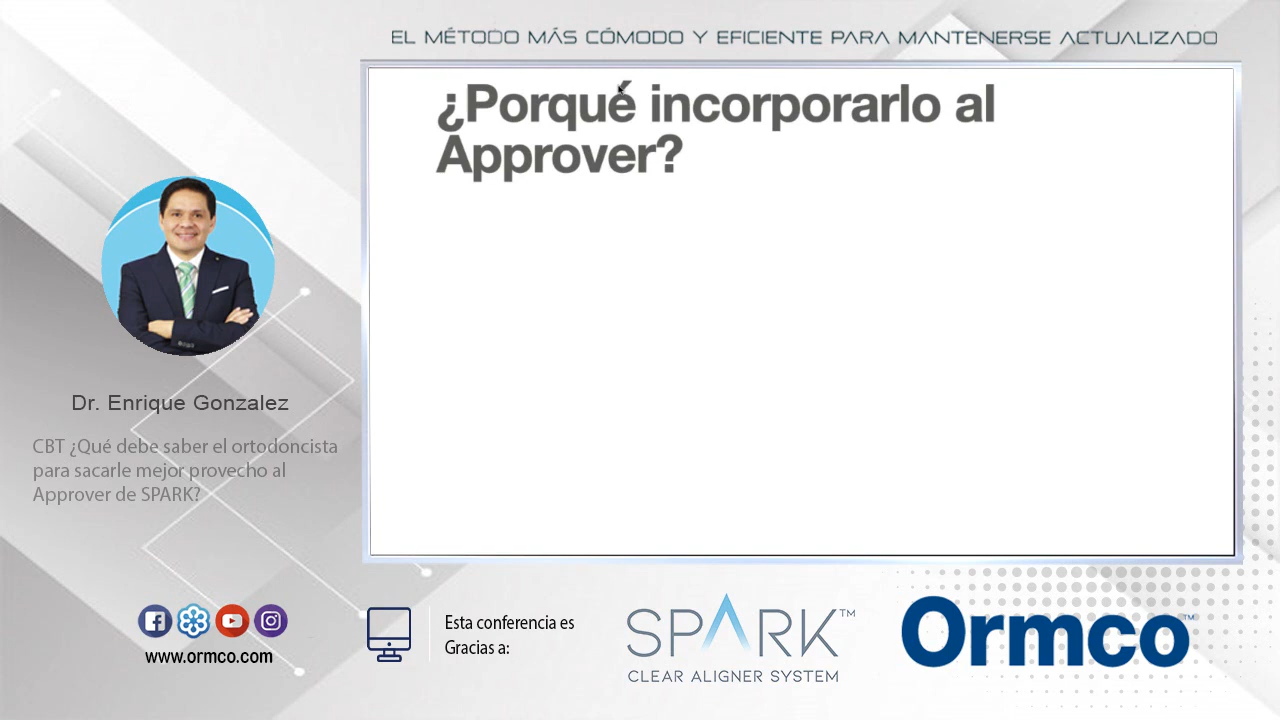 EL MÉTODO MÁS CÓMODO Y EFICIENTE PARA MANTENERSE ACTUALIZADO
¿Porqué incorporarlo al
Approver?
Dr. Enrique Gonzalez
CBT ¿Qué debe saber el ortodoncista
para sacarle mejor provecho al
Approver de SPARK?
www.ormco.com
Esta conferencia es
Gracias a:
SPARK™
CLEAR ALIGNER SYSTEM
Ormco™